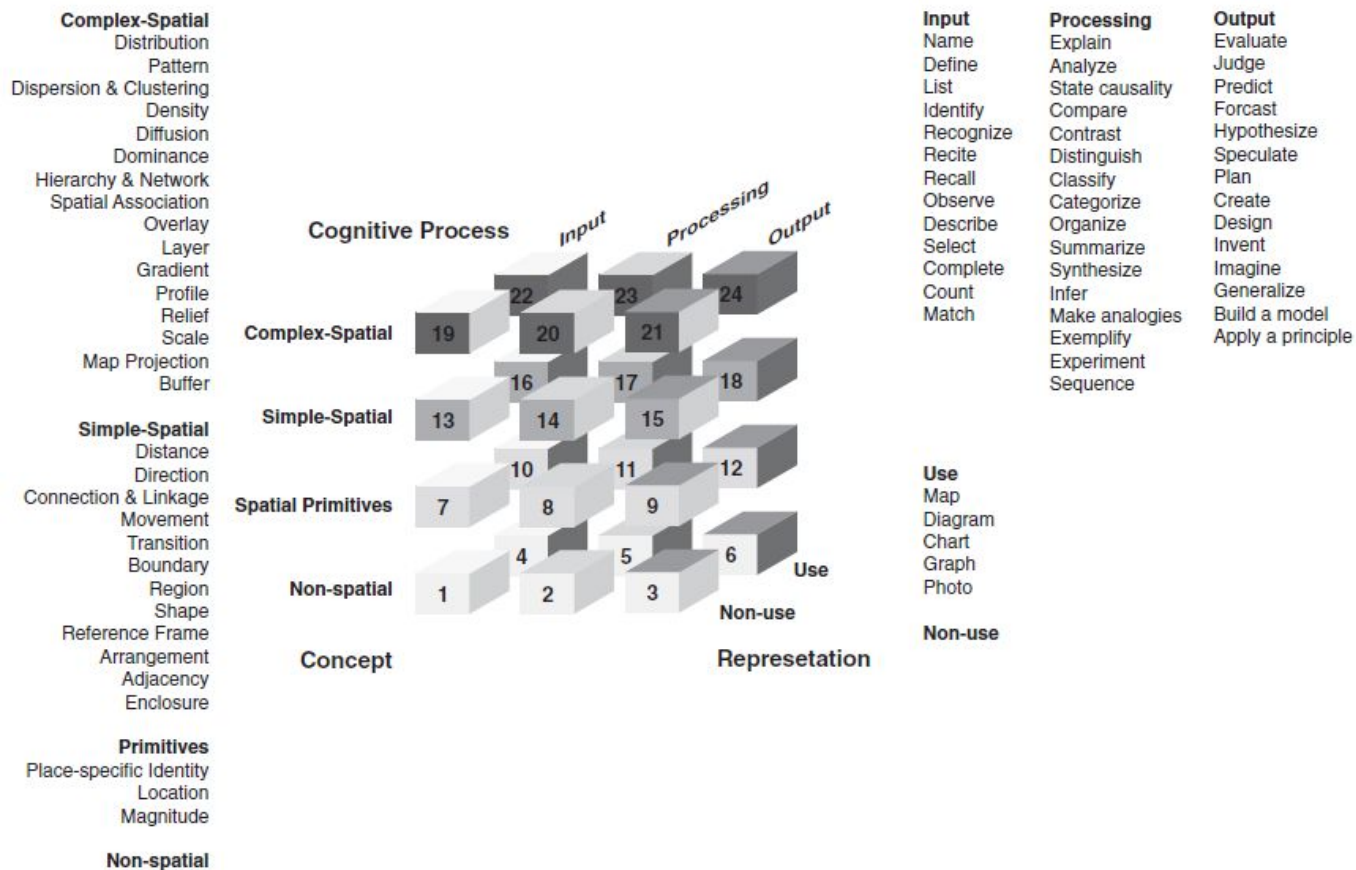 Complex-Spatial
Distribution
Pattern
Dispersion & Clustering
Density
Diffusion
Dominance
Hierarchy & Network
Spatial Association
Overlay
Layer
Gradient
Profile
Relief
Scale
Map Projection
Buffer
Simple-Spatial
Distance
Direction
Connection & Linkage
Movement
Transition
Boundary
Region
Shape
Reference Frame
Arrangement
Adjacency
Enclosure
Primitives
Place-specific Identity
Location
Magnitude
Non-spatial
Cognitive Process
Input
Processing
Output
22 23 24
Complex-Spatial 19 20 21
16 17 18
Simple-Spatial 13 14 15
10 11 12
Spatial Primitives 7 8 9
4 5 6
Use
Non-spatial 1 2 3
Non-use
Concept
Represetation
Input
Name
Define
List
Identify
Recognize
Recite
Recall
Observe
Describe
Select
Complete
Count
Match
Processing
Explain
Analyze
State causality
Compare
Contrast
Distinguish
Classify
Categorize
Organize
Summarize
Synthesize
Infer
Make analogies
Exemplify
Experiment
Sequence
Output
Evaluate
Judge
Predict
Forcast
Hypothesize
Speculate
Plan
Create
Design
Invent
Imagine
Generalize
Build a model
Apply a principle
Use
Map
Diagram
Chart
Graph
Photo
Non-use